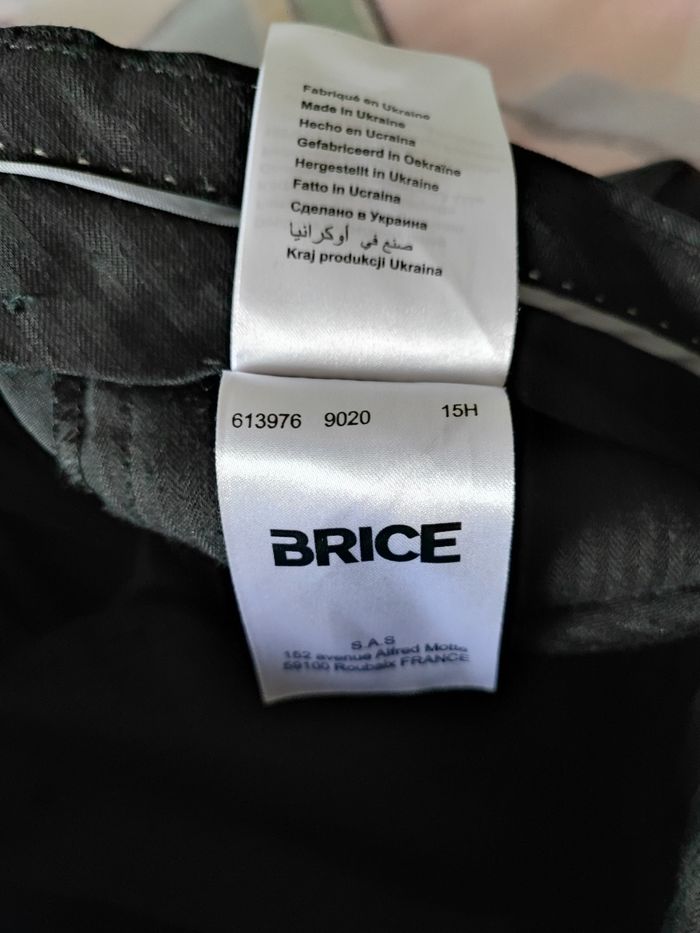 Fabriqué en Ukraine
Made in Ukraine
Hecho en Ucraina
Gefabriceerd in Oekraïne
Hergestellt in Ukraine
Fatto in Ucraina
Сделано в Украина
صنع في أوكرانيا
Kraj produkcji Ukraina
613976 9020 15H
BRICE
S.A.S
152 avenue Alfred Motte
59100 Roubaix FRANCE